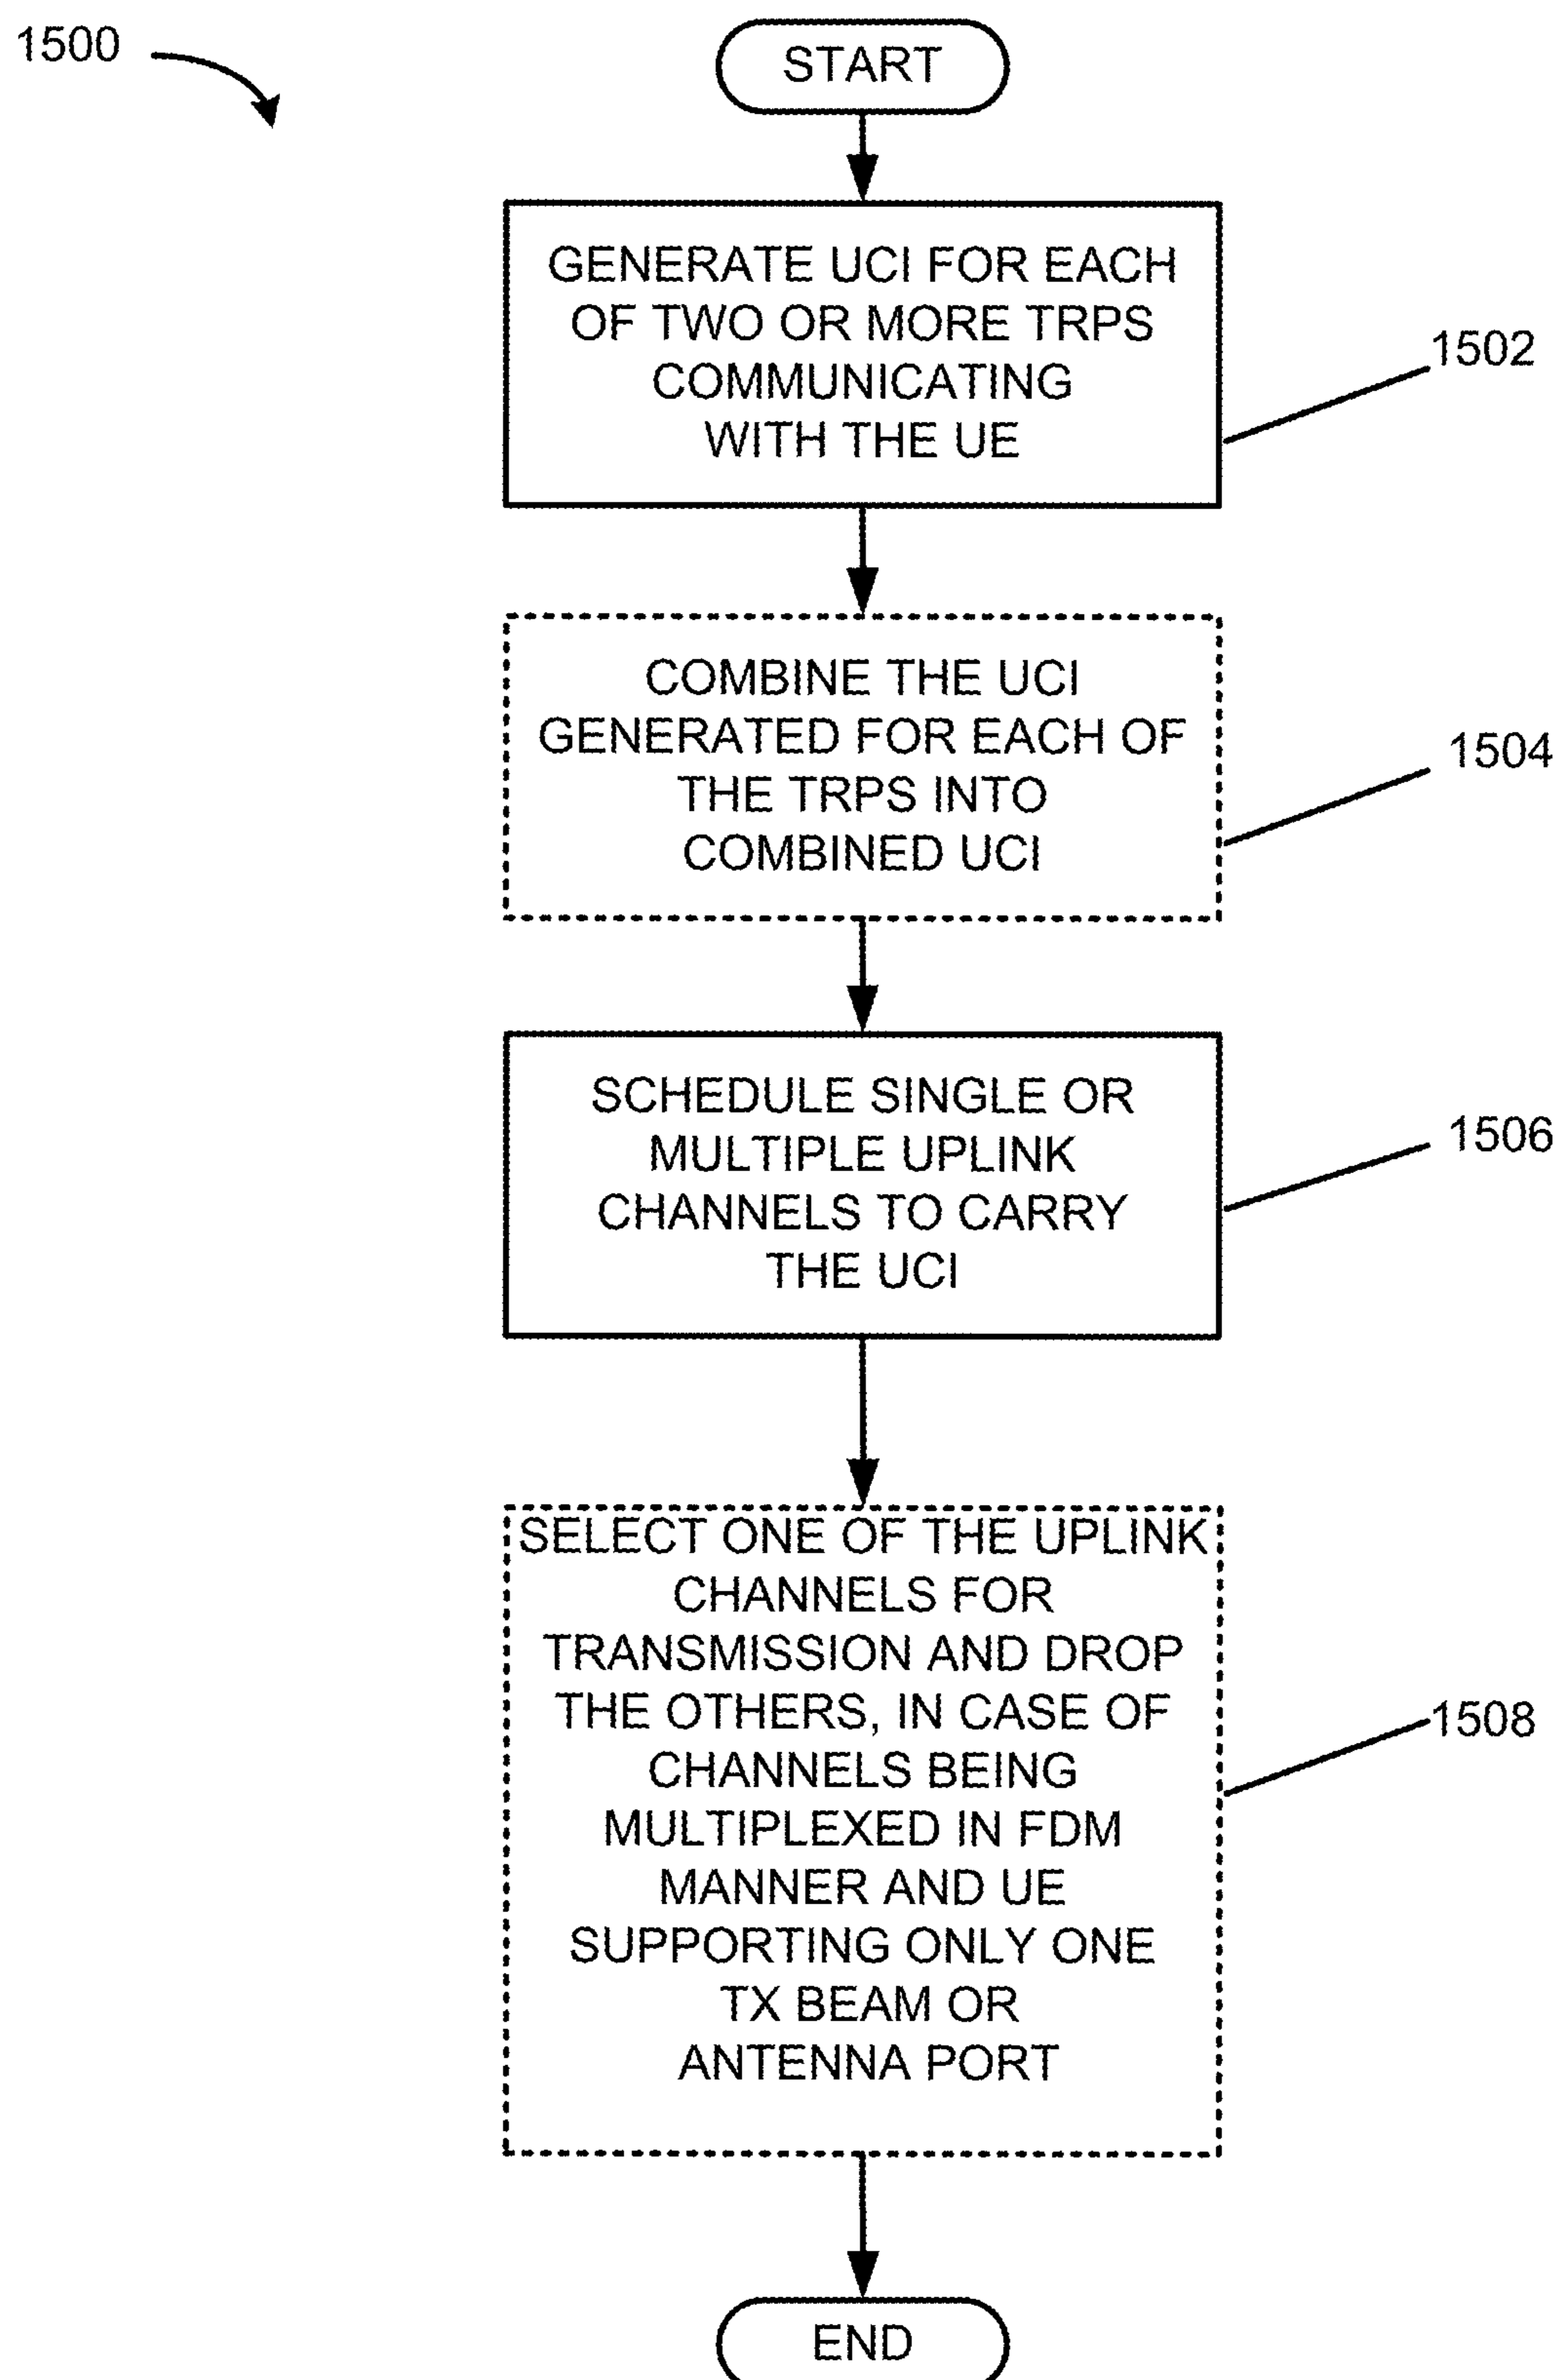 1500
START
GENERATE UCI FOR EACH
OF TWO OR MORE TRPS
COMMUNICATING
WITH THE UE
1502
COMBINE THE UCI
GENERATED FOR EACH OF
THE TRPS INTO
COMBINED UCI
1504
SCHEDULE SINGLE OR
MULTIPLE UPLINK
CHANNELS TO CARRY
THE UCI
1506
SELECT ONE OF THE UPLINK
CHANNELS FOR
TRANSMISSION AND DROP
THE OTHERS, IN CASE OF
CHANNELS BEING
MULTIPLEXED IN FDM
MANNER AND UE
SUPPORTING ONLY ONE
TX BEAM OR
ANTENNA PORT
1508
END